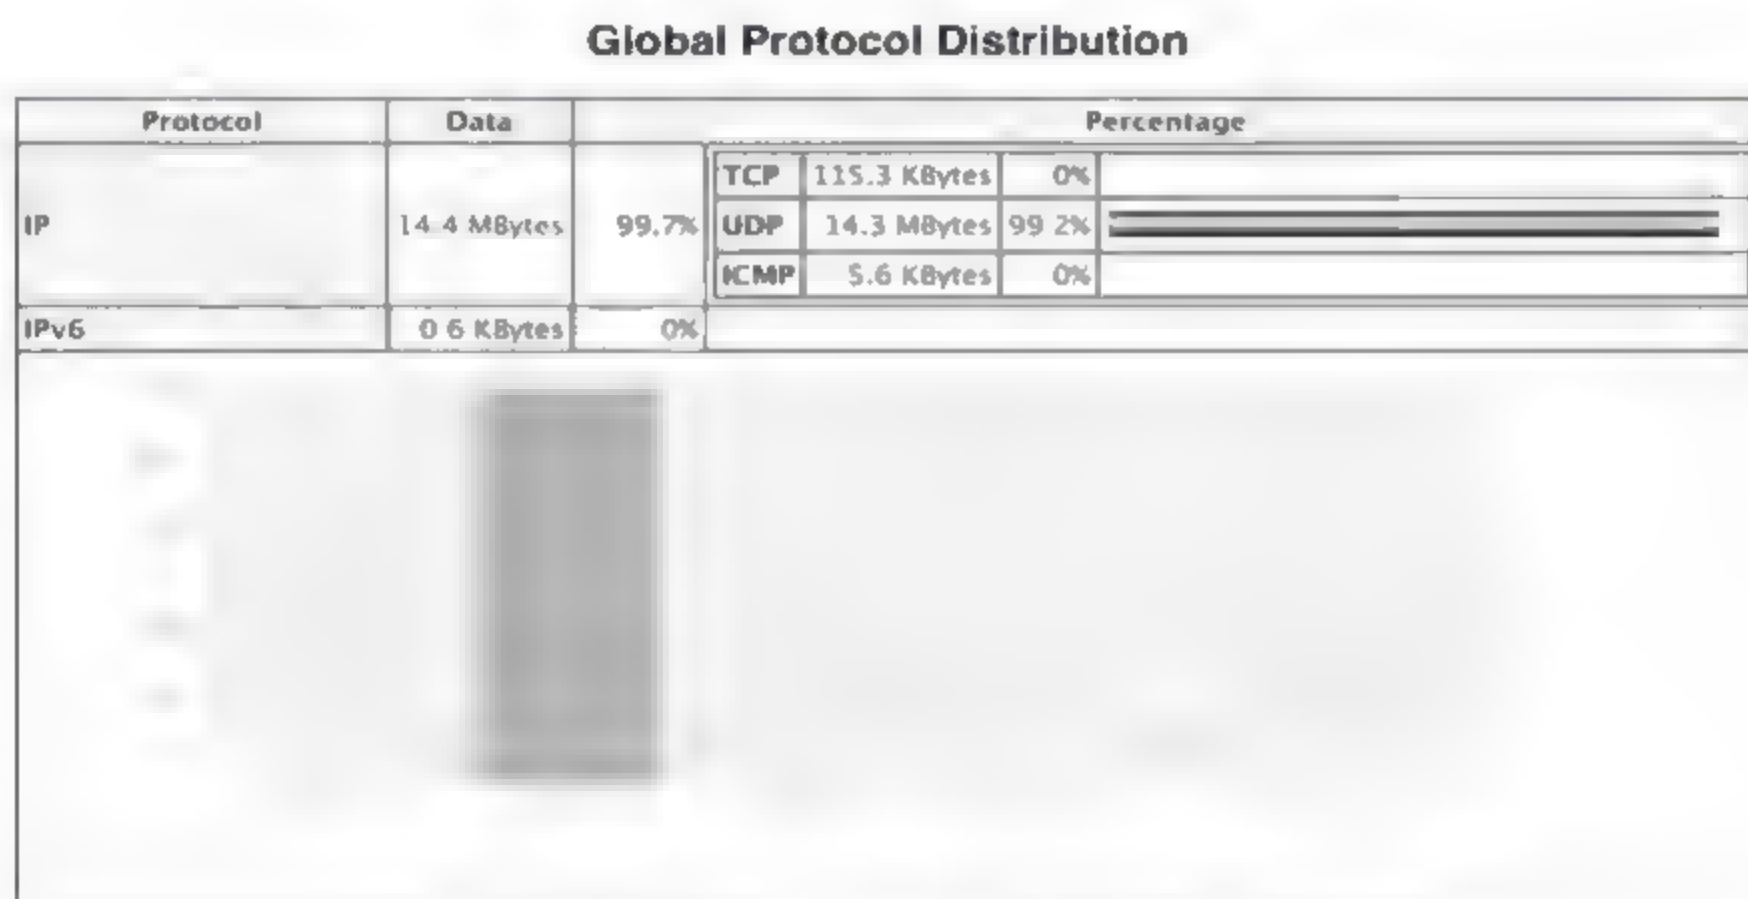 Global Protocol Distribution
Protocol Data Percentage
TCP 115.3 KBytes 0%
IP 14.4 MBytes 99.7% UDP 14.3 MBytes 99.2%
ICMP 5.6 KBytes 0%
IPv6 0.6 KBytes 0%